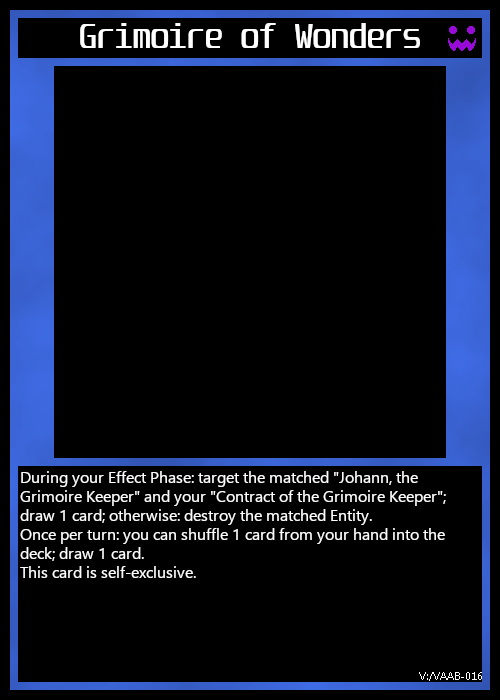 Grimoire of Wonders
During your Effect Phase: target the matched "Johann, the
Grimoire Keeper" and your "Contract of the Grimoire Keeper";
draw 1 card; otherwise: destroy the matched Entity.
Once per turn: you can shuffle 1 card from your hand into the
deck; draw 1 card.
This card is self-exclusive.
V:/VAAB-016